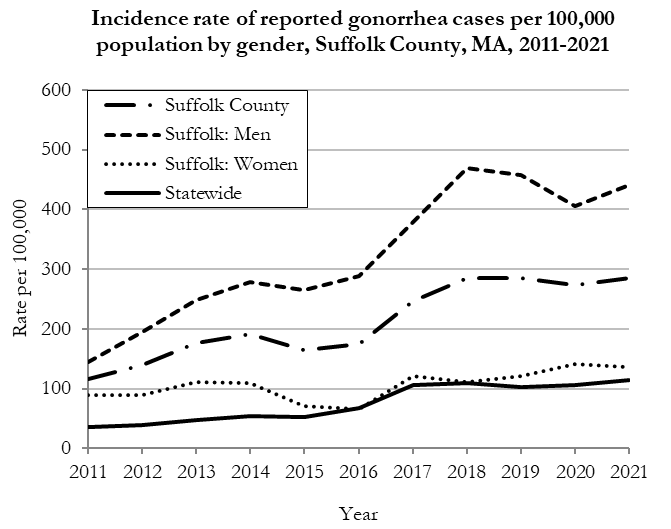 Incidence rate of reported gonorrhea cases per 100,000
population by gender, Suffolk County, MA, 2011-2021
600
500
400
300
200
100
0
Suffolk County
Suffolk: Men
Suffolk: Women
Statewide
Rate per 100,000
2011 2012 2013 2014 2015 2016 2017 2018 2019 2020 2021
Year